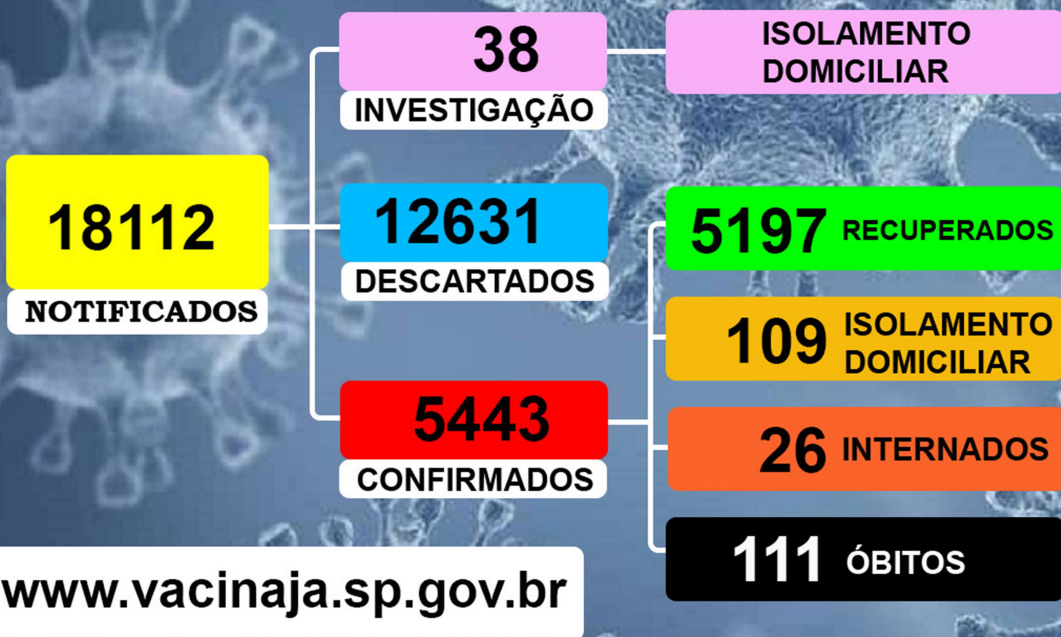 18112
NOTIFICADOS
38
INVESTIGAÇÃO
ISOLAMENTO
DOMICILIAR
12631
DESCARTADOS
5443
CONFIRMADOS
5197 RECUPERADOS
109 ISOLAMENTO
DOMICILIAR
26 INTERNADOS
111 ÓBITOS
www.vacinaja.sp.gov.br